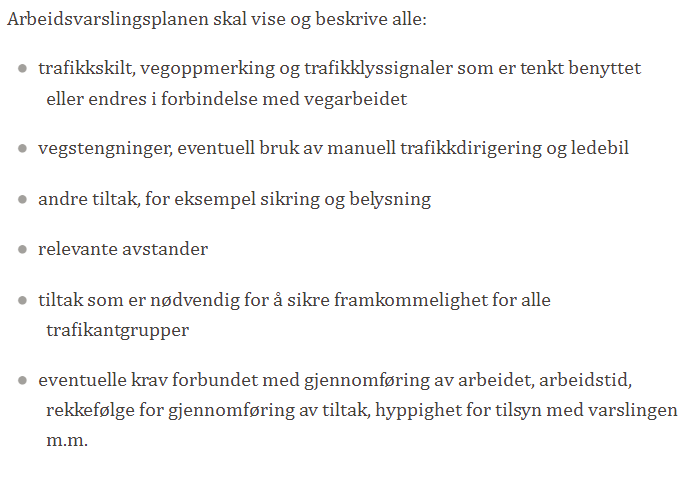 Arbeidsvarslingsplanen skal vise og beskrive alle:
trafikkskilt, vegoppmerking og trafikklyssignaler som er tenkt benyttet
eller endres i forbindelse med vegarbeidet
vegstengninger, eventuell bruk av manuell trafikkdirigering og ledebil
andre tiltak, for eksempel sikring og belysning
relevante avstander
tiltak som er nødvendig for å sikre framkommelighet for alle
trafikantgrupper
eventuelle krav forbundet med gjennomføring av arbeidet, arbeidstid,
rekkefølge for gjennomføring av tiltak, hyppighet for tilsyn med varslingen
m.m.